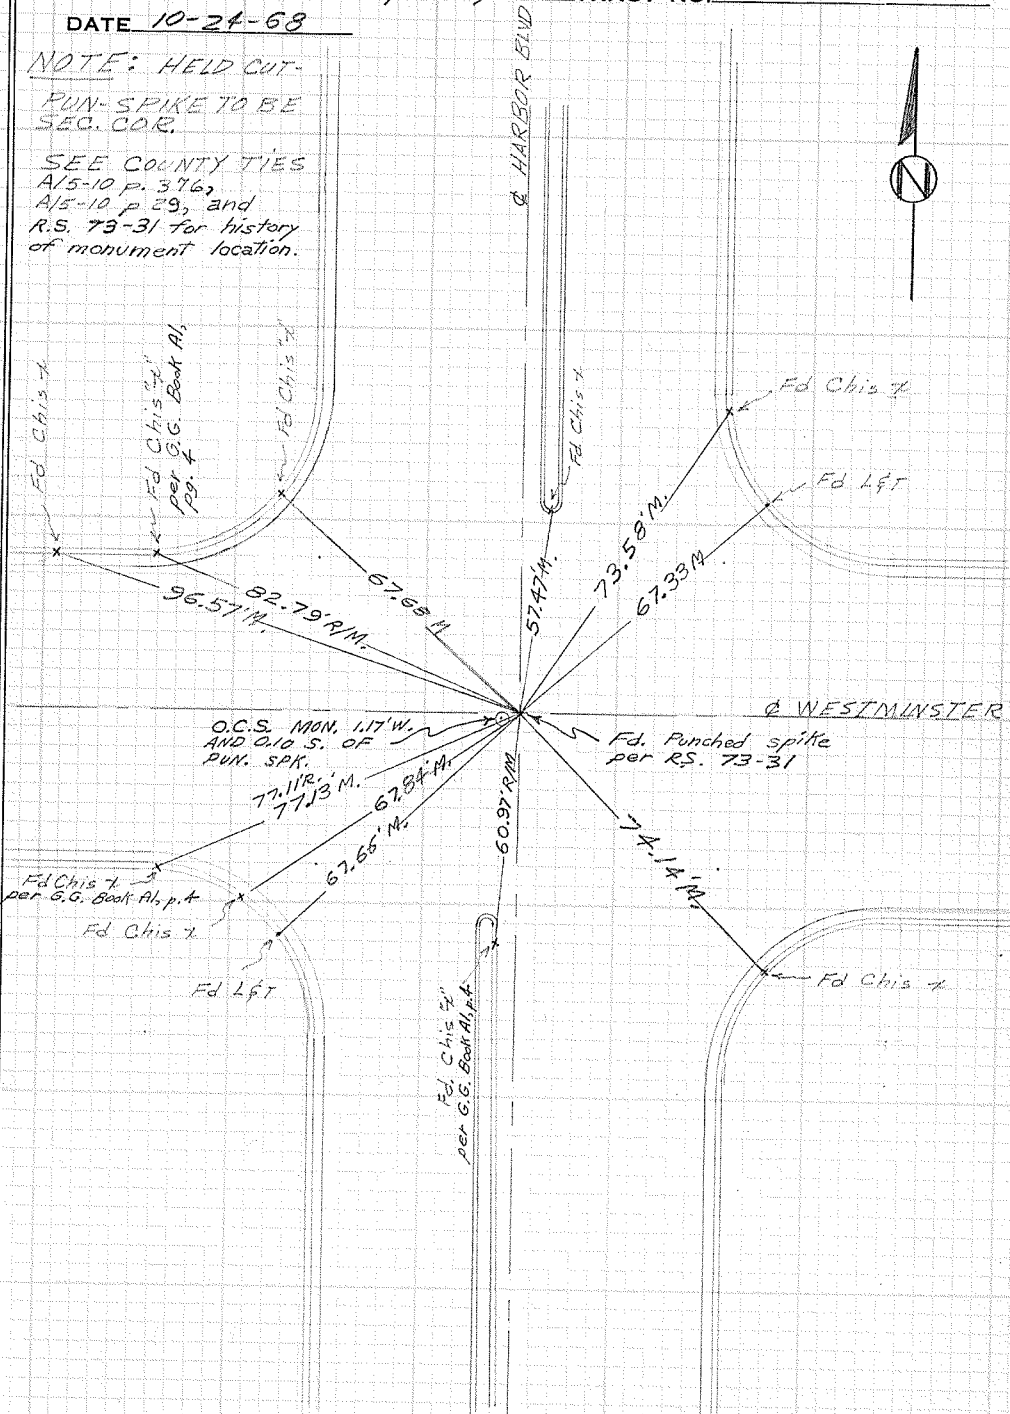 DATE 10-24-68
NOTE: HELD CUT-
PUN-SPIKE TO BE
SEC. COR.
SEE COUNTY TIES
A15-10 p. 376,
A15-10 p 29, and
R.S. 73-31 for history
of monument location.
℄ HARBOR BLVD
N
Fd Chis x
Fd Chis "x"
per G.G. Book A1,
pg. 4
Fd Chis "x"
Fd Chis x
Fd Chis x
Fd L&T
96.57' M.
82.79' R/M.
67.68 M
57.47' M.
73.58' M.
67.33 M
℄ WESTMINSTER
O.C.S. MON. 1.17' W.
AND 0.10 S. OF
PUN. SPK.
Fd. Punched spike
per RS. 73-31
77.11' R.
77.13' M.
67.84' M.
67.66' M.
60.97' R/M
74.14' M.
Fd Chis x
per G.G. Book A1, p.4
Fd Chis x
Fd L&T
Fd. Chis "x"
per G.G. Book A1, p.4
Fd Chis x